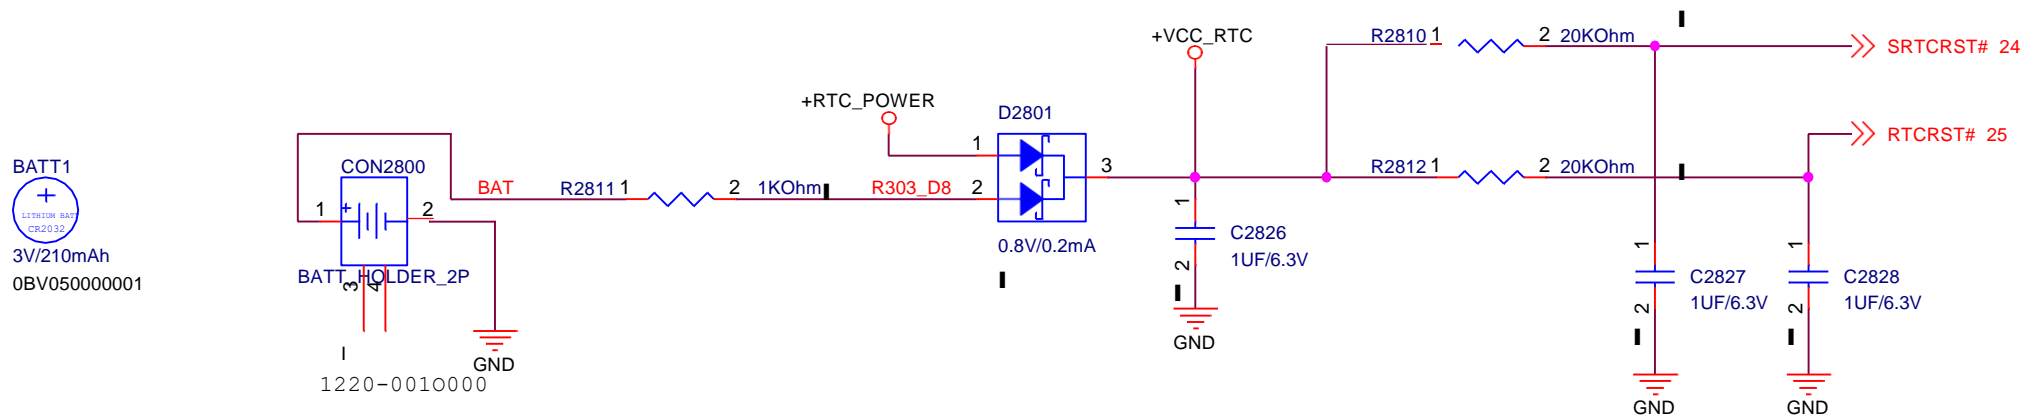 BATT1
LITHIUM BAT
CR2032
3V/210mAh
0BV050000001
CON2800
1
+
2
BATT_HOLDER_2P
3
4
I
1220-001O000
GND
BAT
R2811
1
2
1KOhm
R303_D8
+RTC_POWER
D2801
1
2
3
0.8V/0.2mA
+VCC_RTC
1
2
C2826
1UF/6.3V
GND
R2810
1
2
20KOhm
SRTCRST# 24
RTCRST# 25
R2812
1
2
20KOhm
1
2
C2827
1UF/6.3V
GND
1
2
C2828
1UF/6.3V
GND